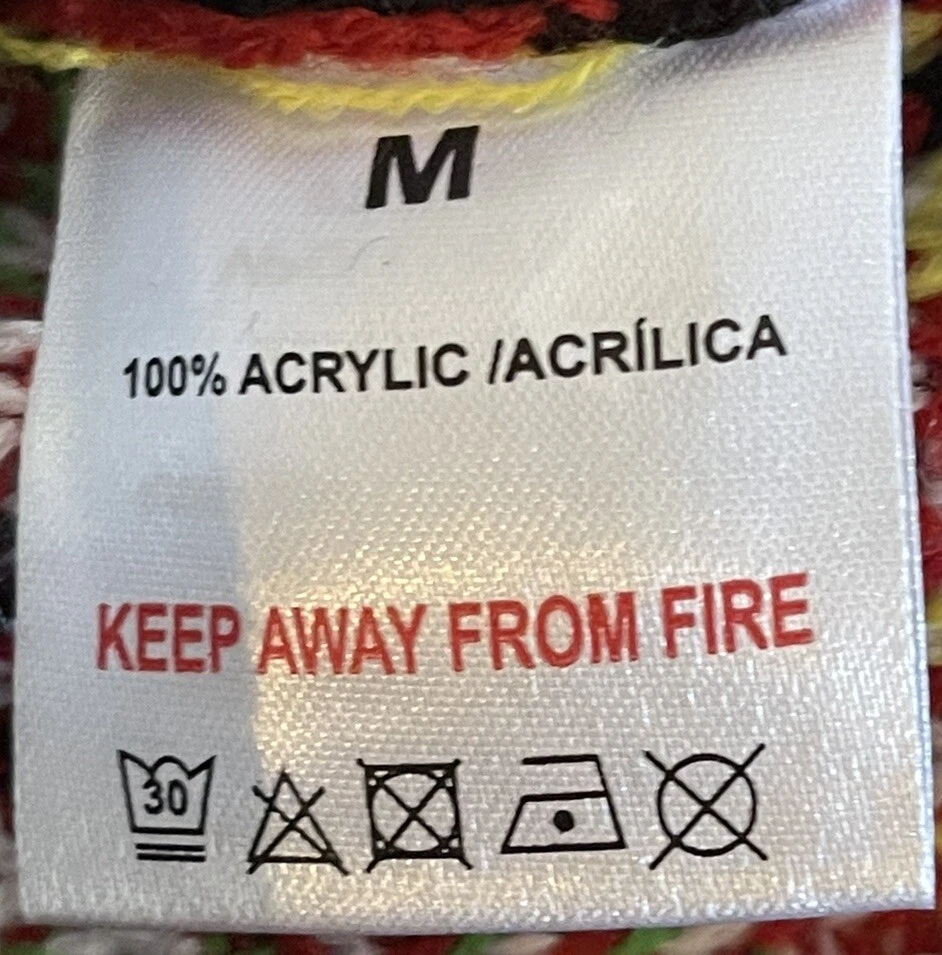 M
100% ACRYLIC /ACRÍLICA
KEEP AWAY FROM FIRE
30